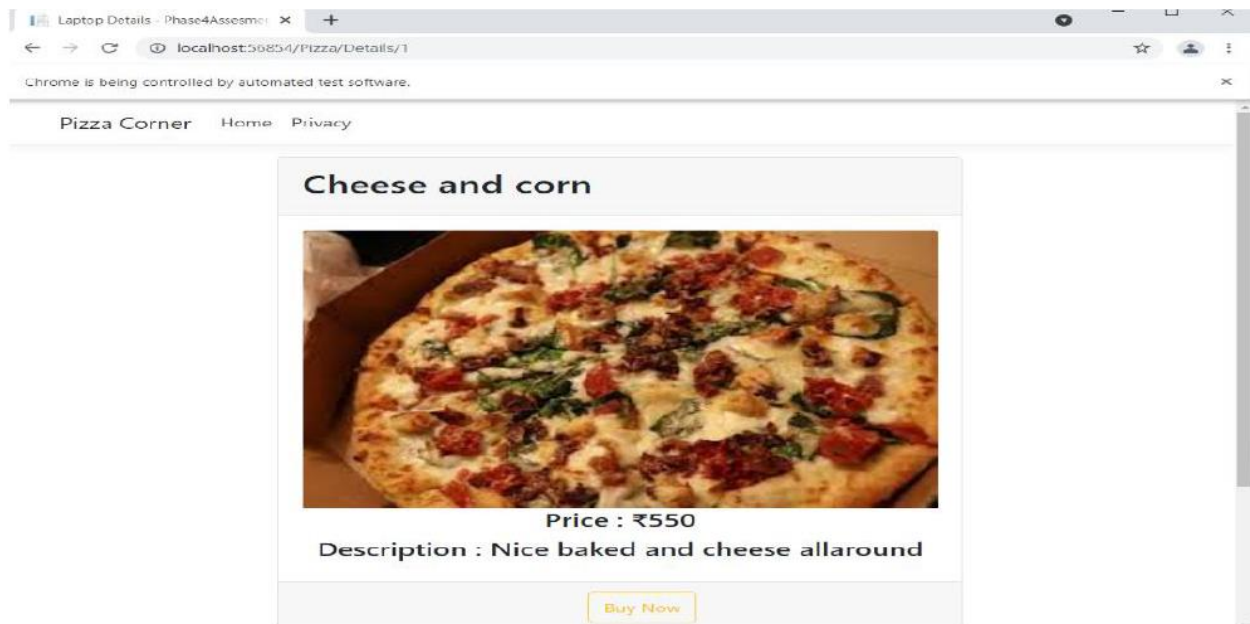 Laptop Details - Phase4Assesmen
localhost:56854/Pizza/Details/1
Chrome is being controlled by automated test software.
Pizza Corner Home Privacy
Cheese and corn
Price : ₹550
Description : Nice baked and cheese allaround
Buy Now